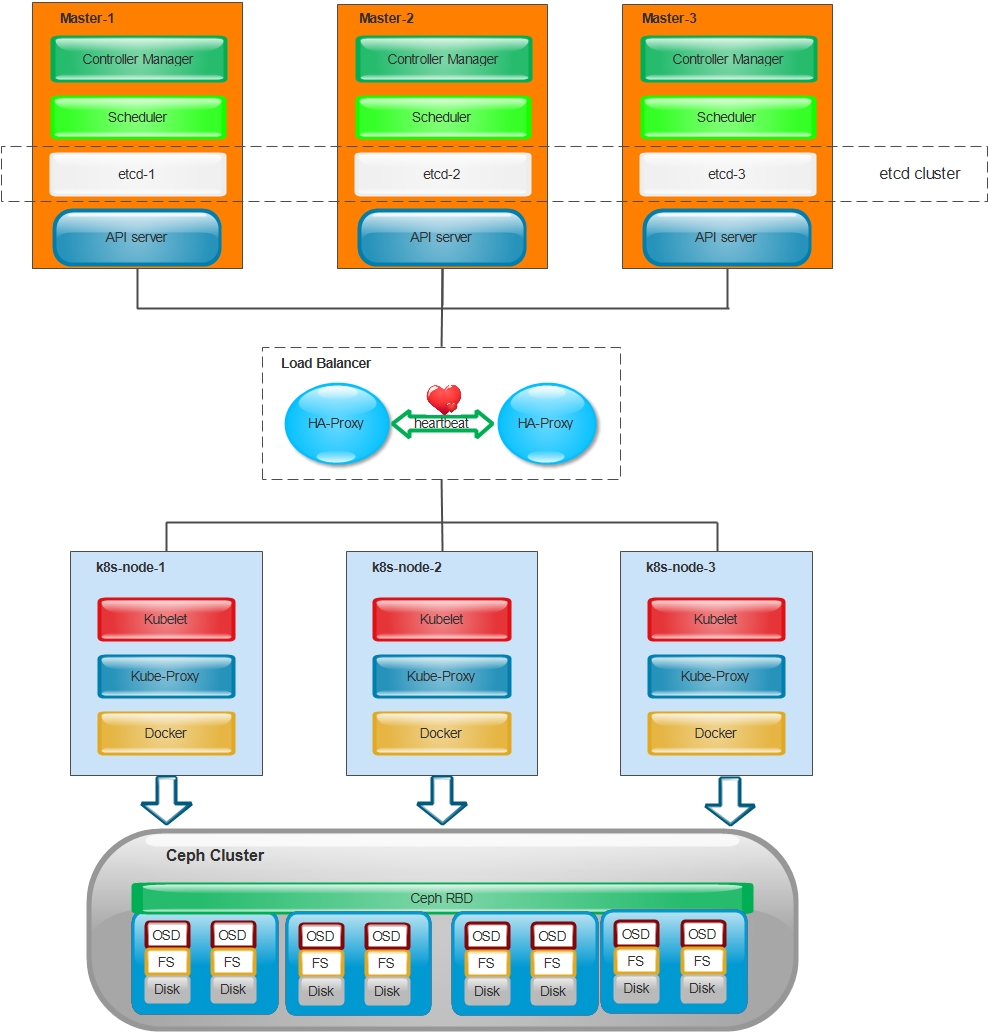 Master-1
Master-2
Master-3
Controller Manager
Controller Manager
Controller Manager
Scheduler
Scheduler
Scheduler
etcd-1
etcd-2
etcd-3
etcd cluster
API server
API server
API server
Load Balancer
HA-Proxy
heartbeat
HA-Proxy
k8s-node-1
k8s-node-2
k8s-node-3
Kubelet
Kubelet
Kubelet
Kube-Proxy
Kube-Proxy
Kube-Proxy
Docker
Docker
Docker
Ceph Cluster
Ceph RBD
OSD
OSD
OSD
OSD
OSD
OSD
OSD
OSD
FS
FS
FS
FS
FS
FS
FS
FS
Disk
Disk
Disk
Disk
Disk
Disk
Disk
Disk